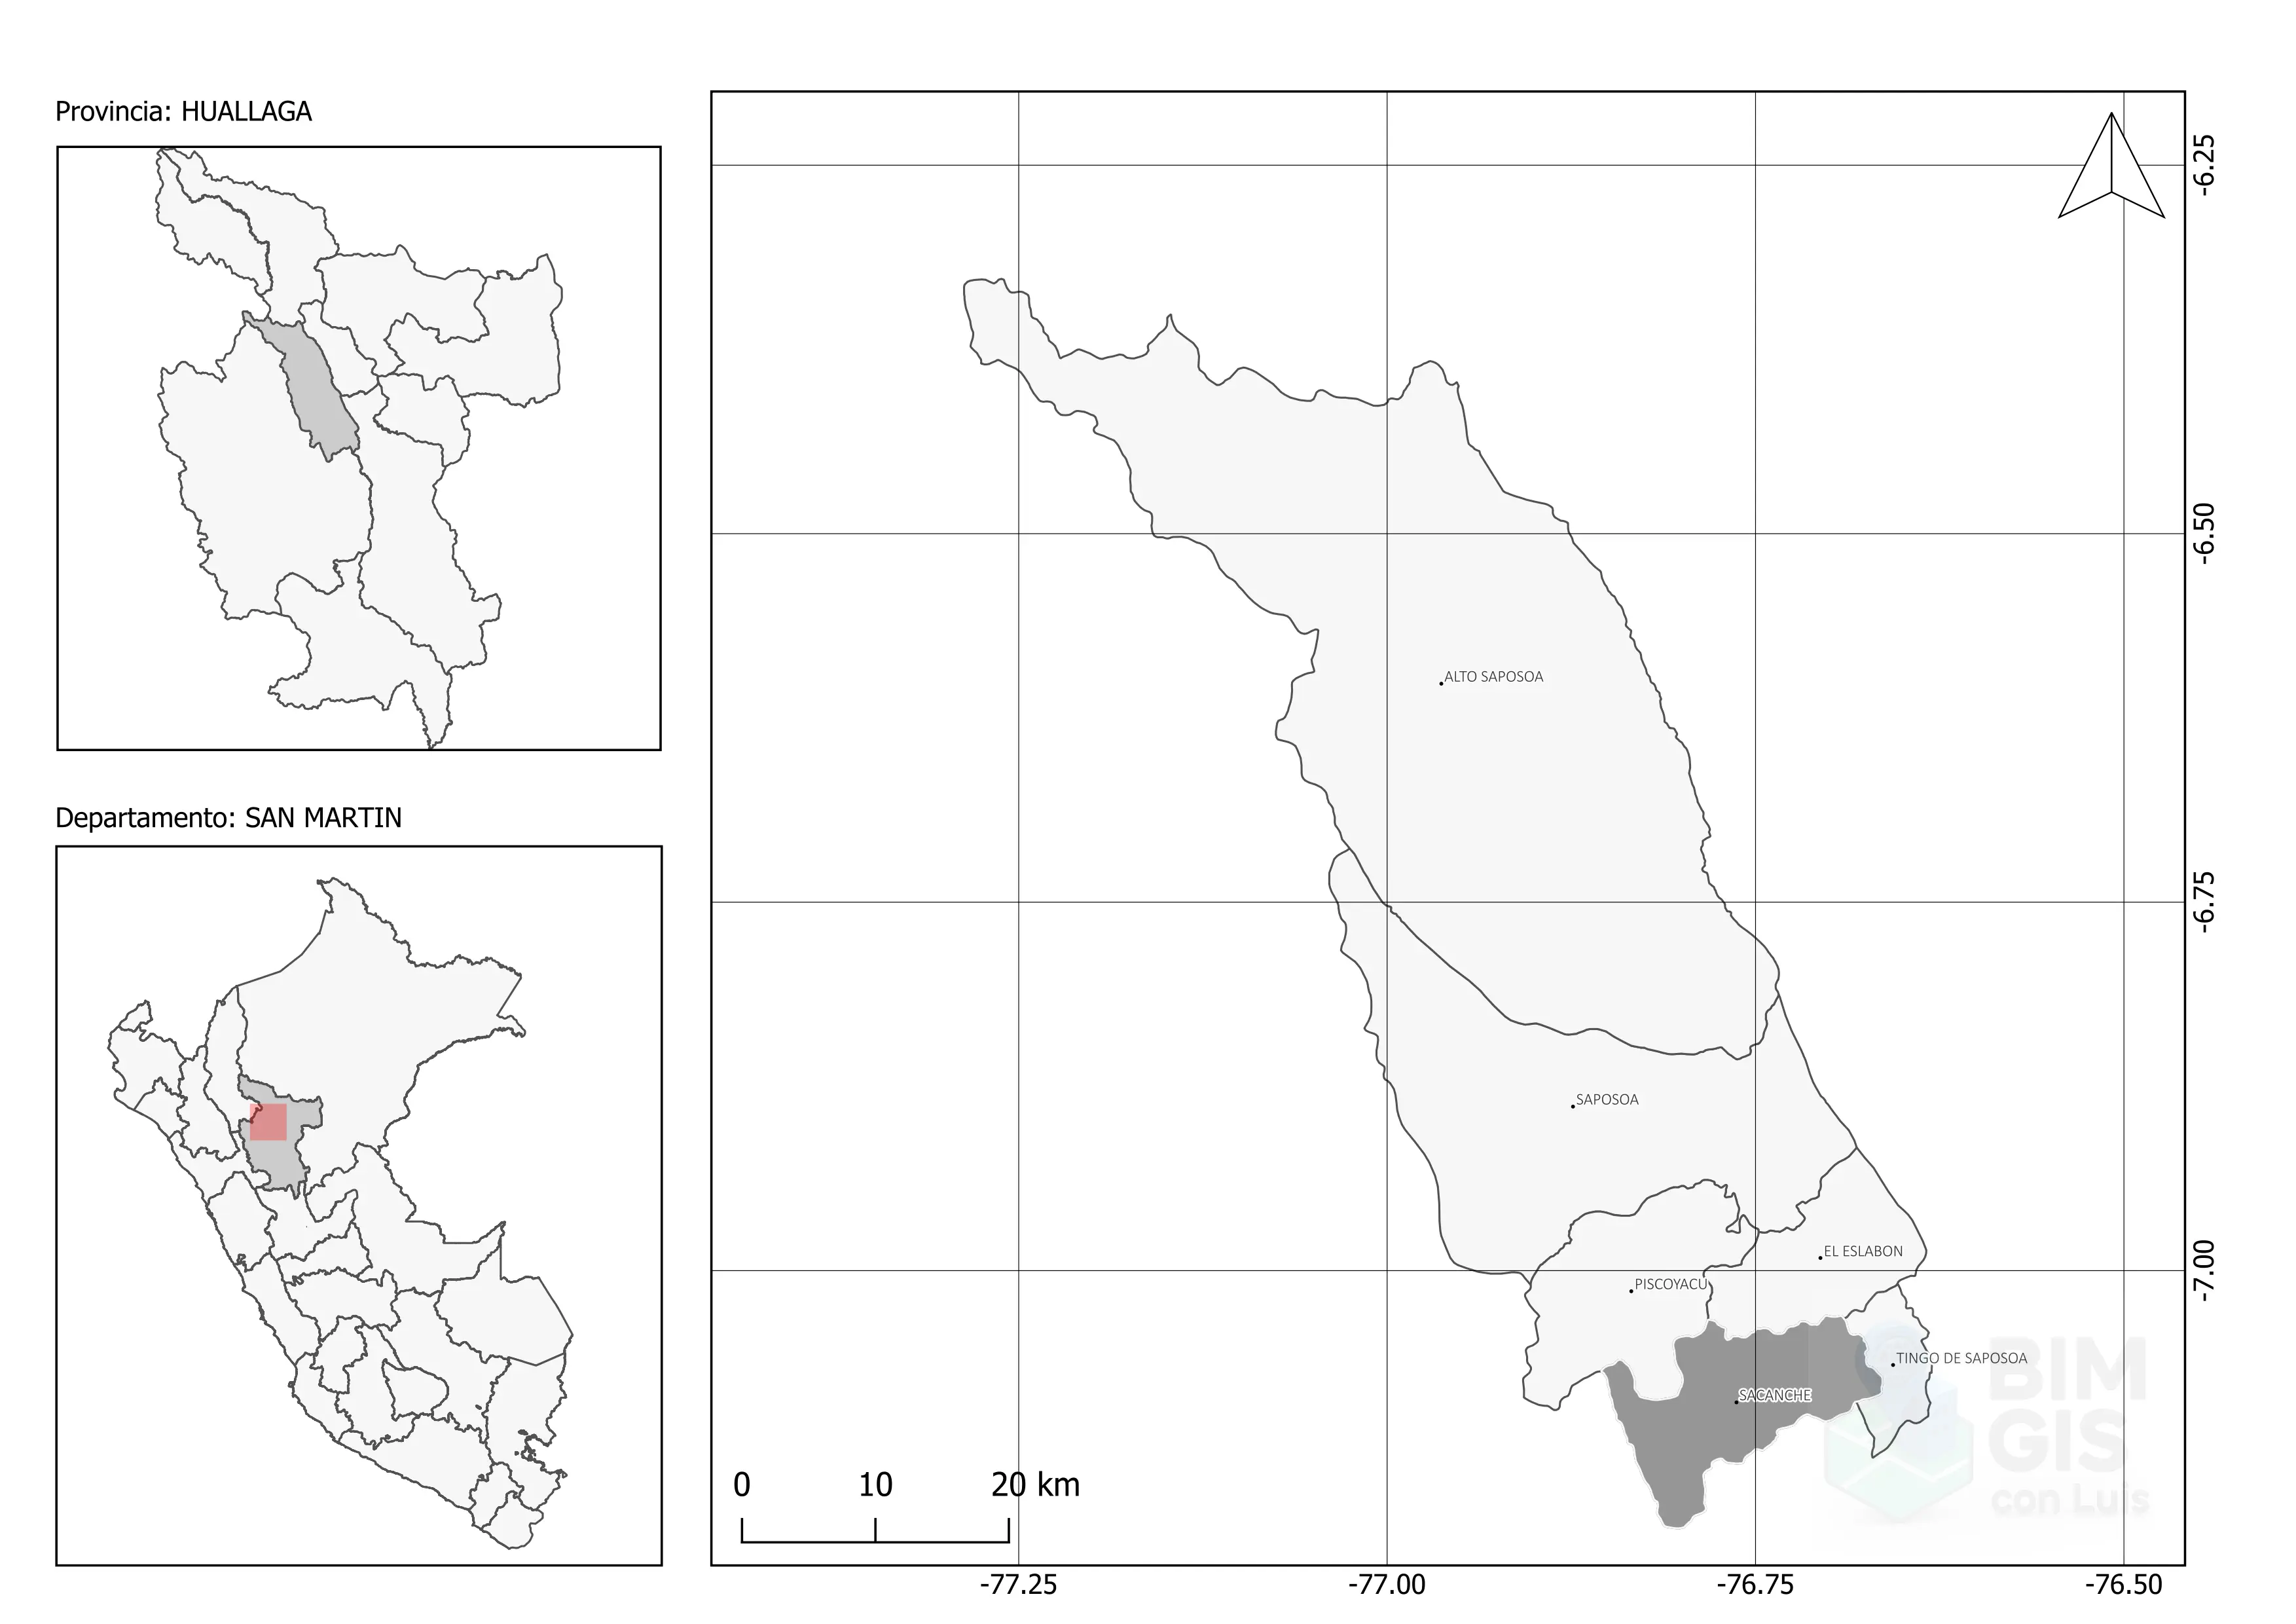 Provincia: HUALLAGA
Departamento: SAN MARTIN
-6.25
-6.50
-6.75
-7.00
ALTO SAPOSOA
SAPOSOA
EL ESLABON
PISCOYACU
TINGO DE SAPOSOA
SACANCHE
BIM
GIS
con Luis
0 10 20 km
-77.25 -77.00 -76.75 -76.50